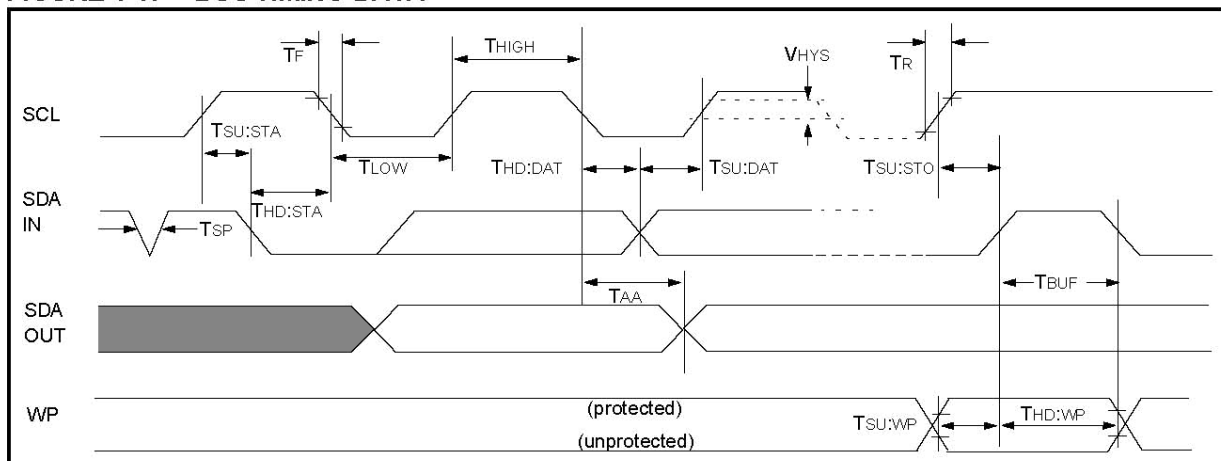 THIGH
TF
VHYS
TR
SCL
TSU:STA
TLOW
THD:DAT
TSU:DAT
TSU:STO
SDA
IN
TSP
THD:STA
TBUF
TAA
SDA
OUT
WP
(protected)
(unprotected)
TSU:WP
THD:WP